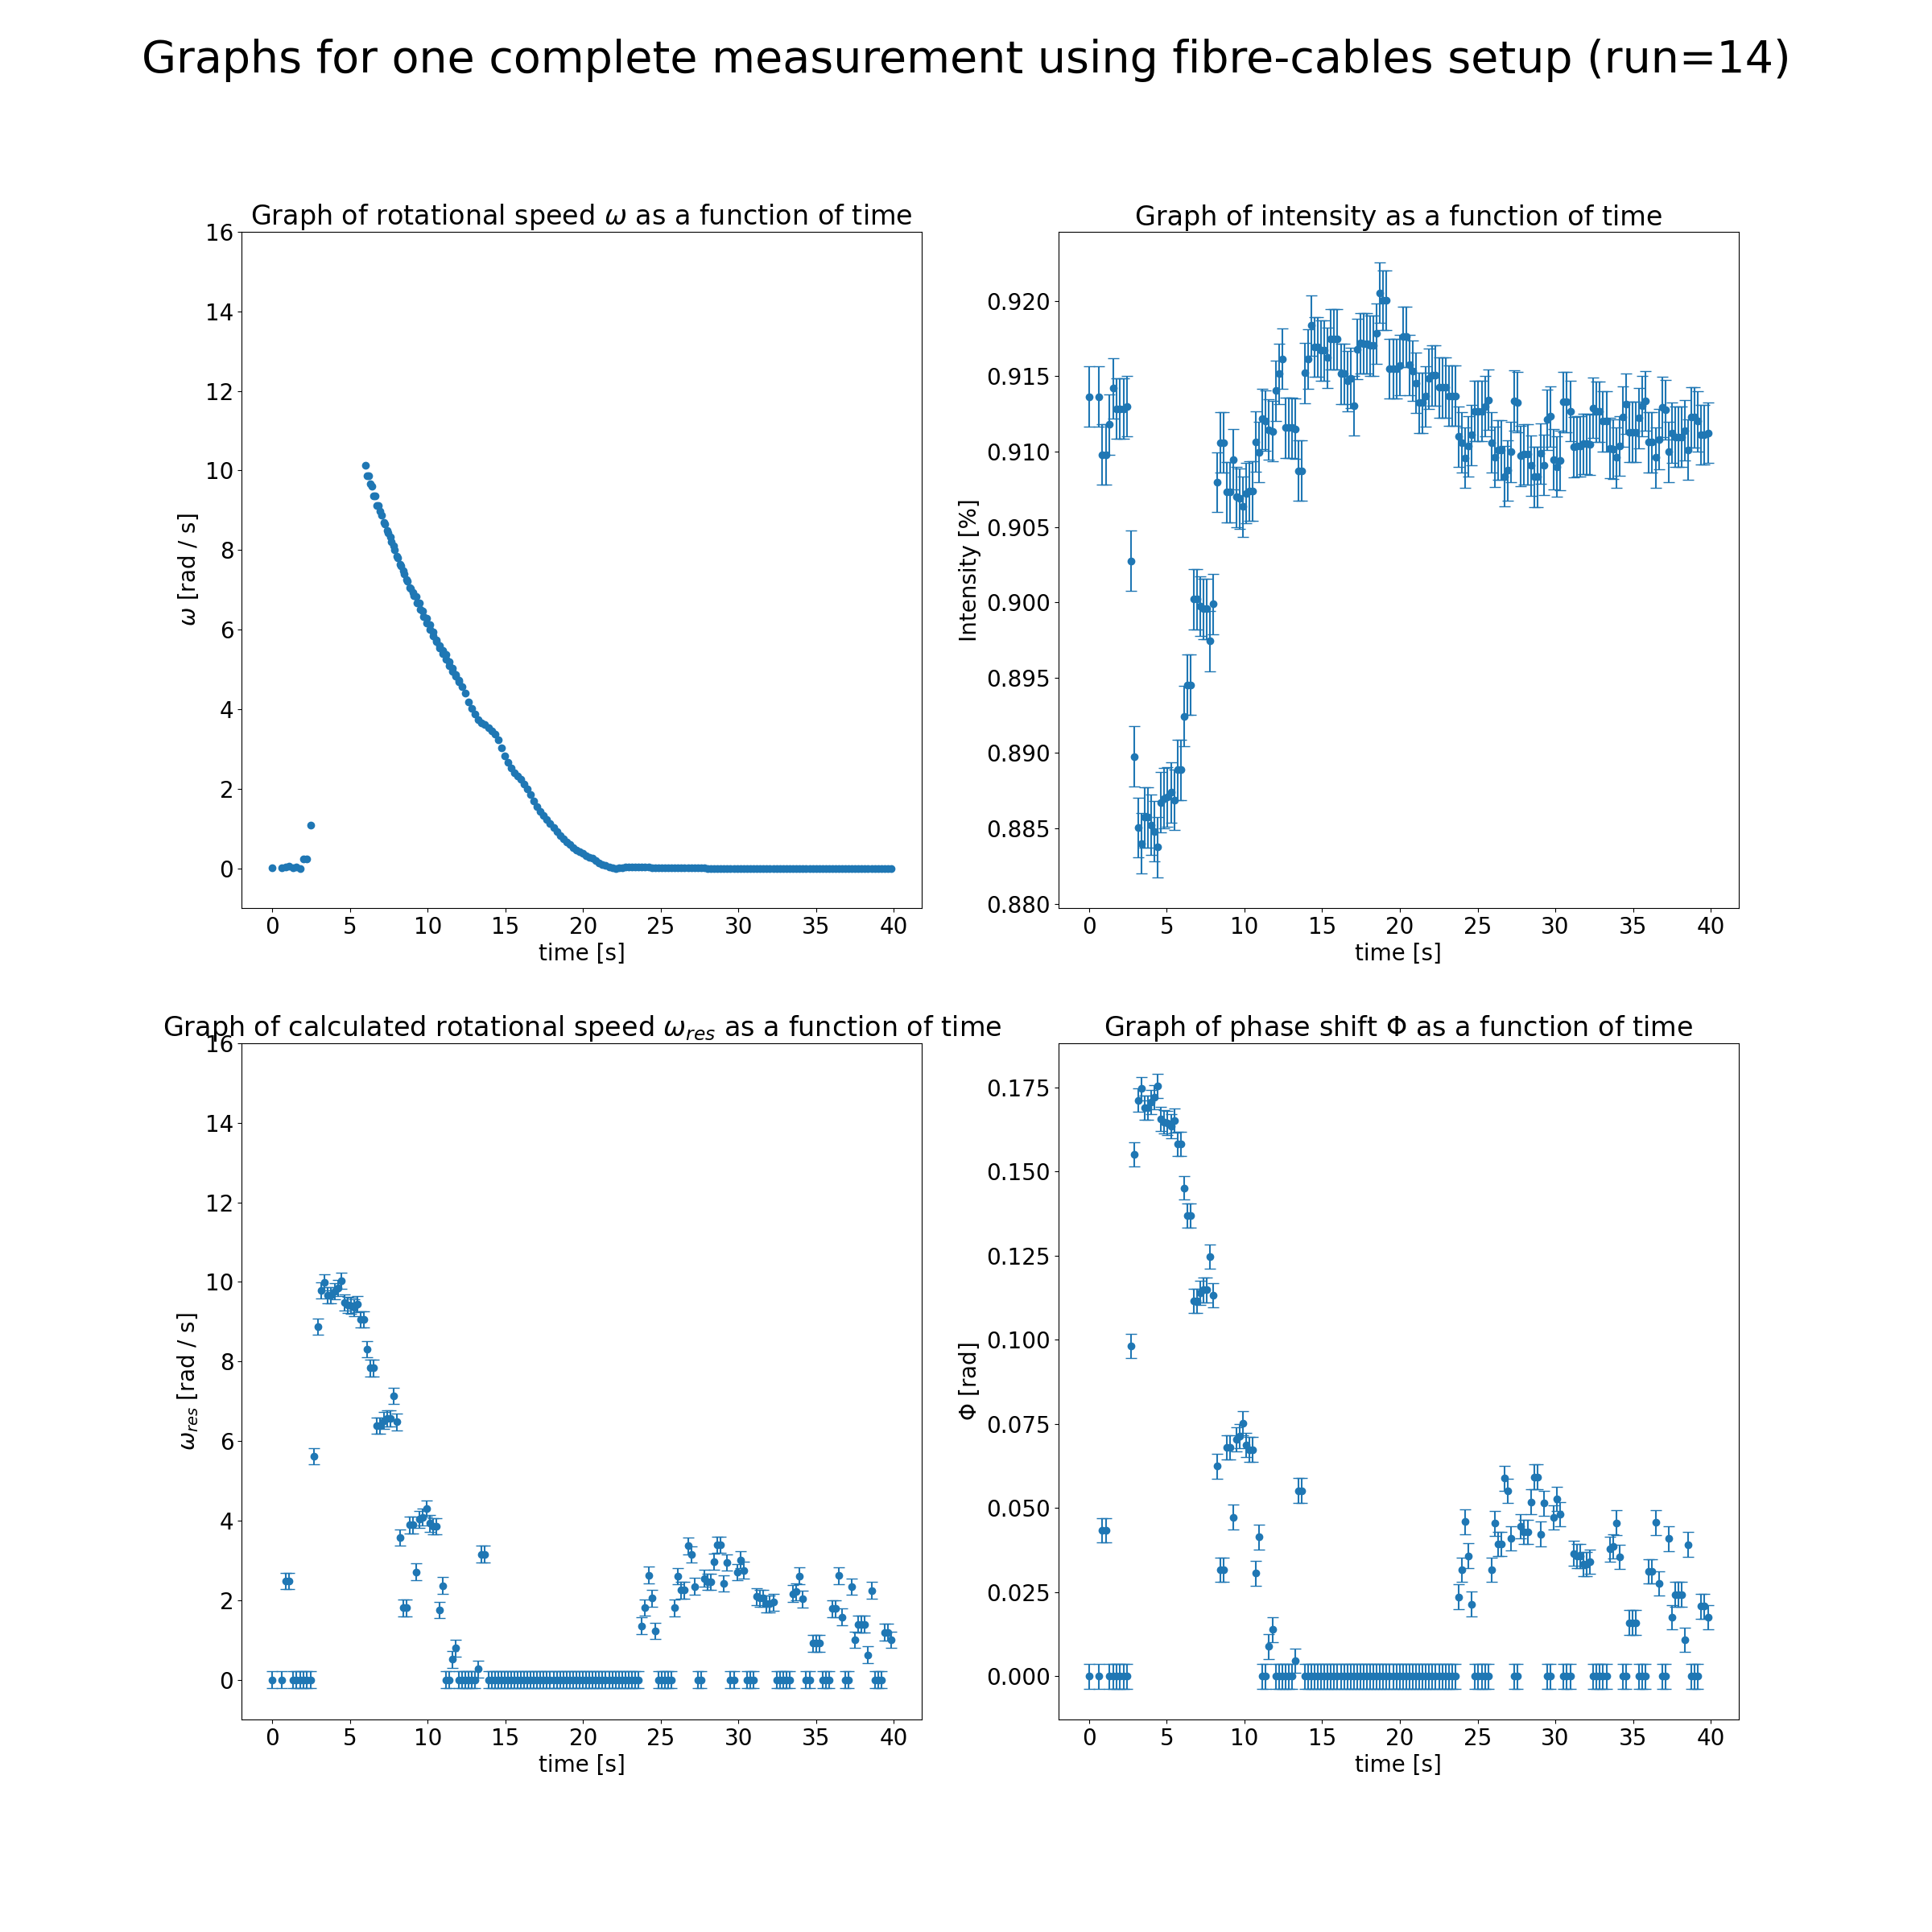 Graphs for one complete measurement using fibre-cables setup (run=14)
Graph of rotational speed ω as a function of time
16
14
12
10
8
6
4
2
0
ω [rad / s]
0 5 10 15 20 25 30 35 40
time [s]
Graph of intensity as a function of time
0.920
0.915
0.910
0.905
0.900
0.895
0.890
0.885
0.880
Intensity [%]
0 5 10 15 20 25 30 35 40
time [s]
Graph of calculated rotational speed ω_res as a function of time
16
14
12
10
8
6
4
2
0
ω_res [rad / s]
0 5 10 15 20 25 30 35 40
time [s]
Graph of phase shift Φ as a function of time
0.175
0.150
0.125
0.100
0.075
0.050
0.025
0.000
Φ [rad]
0 5 10 15 20 25 30 35 40
time [s]